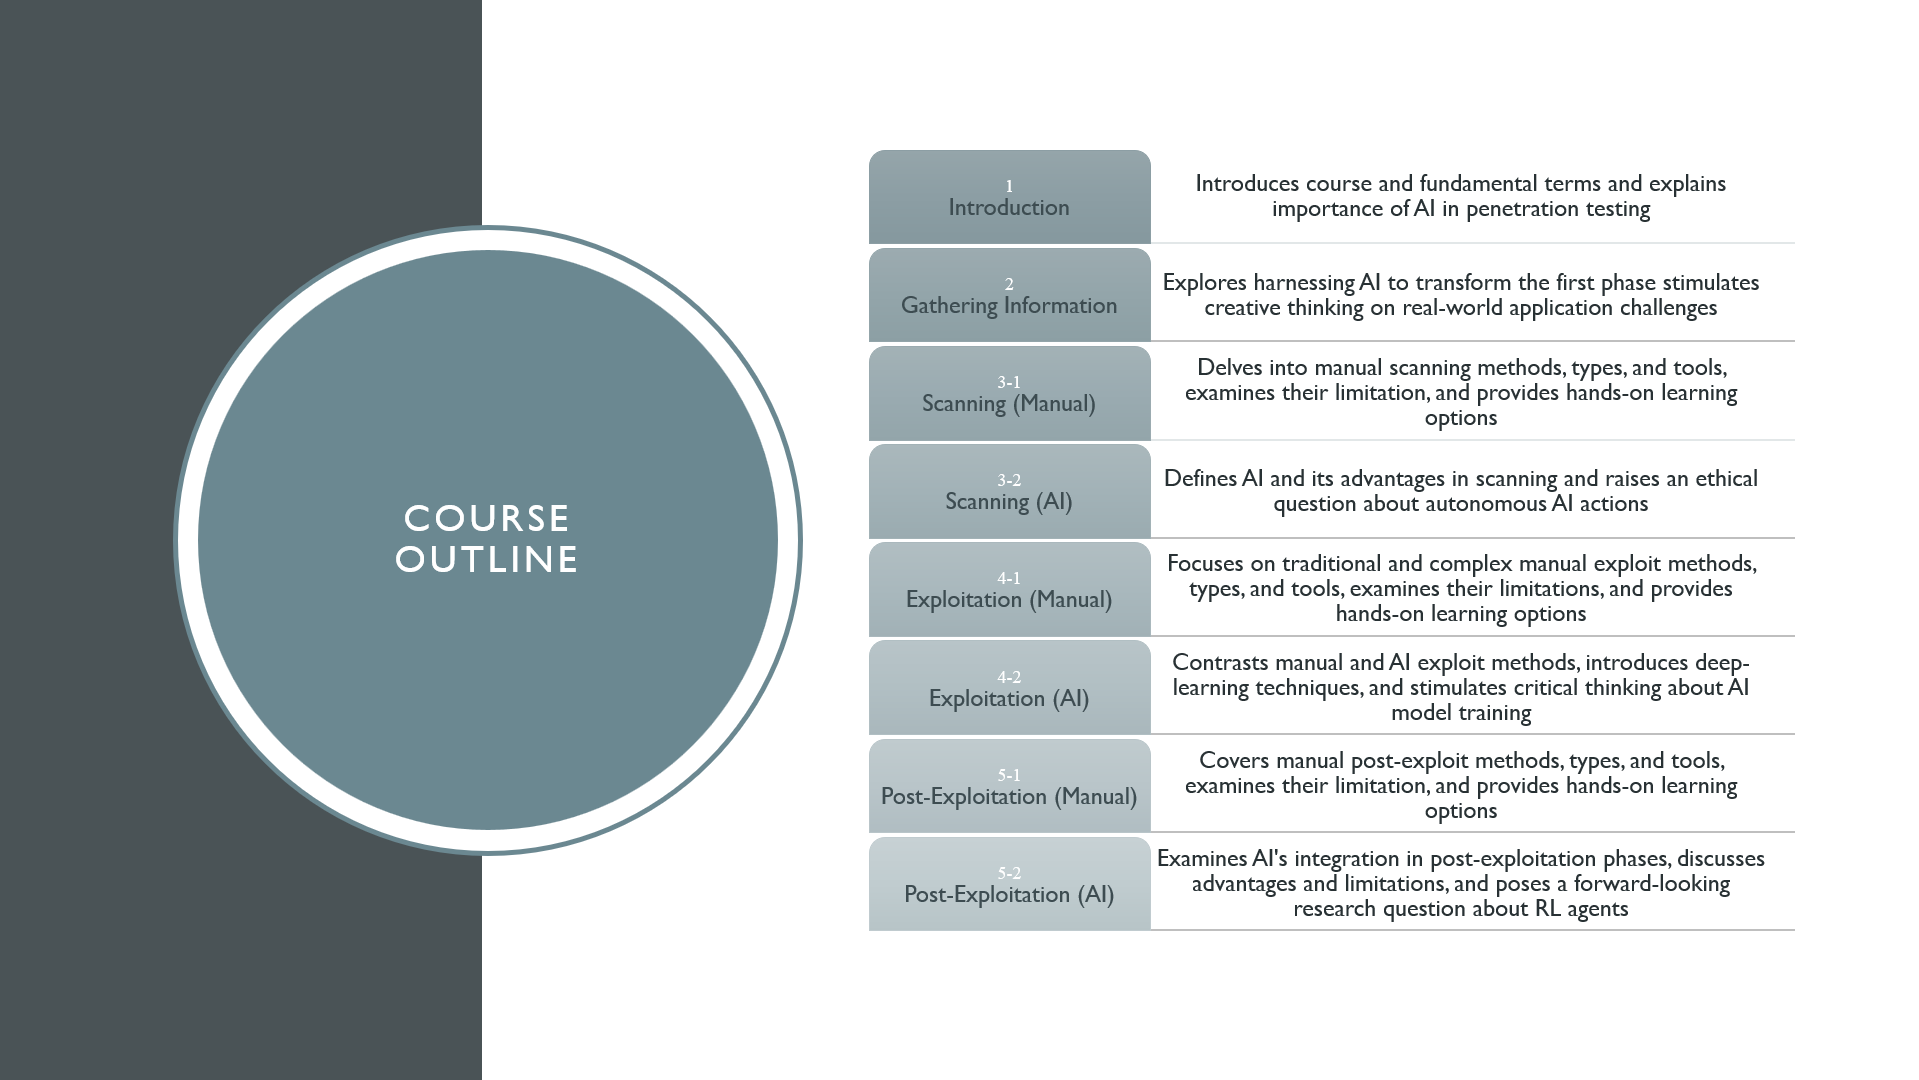 COURSE
OUTLINE
1
Introduction
Introduces course and fundamental terms and explains
importance of AI in penetration testing
2
Gathering Information
Explores harnessing AI to transform the first phase stimulates
creative thinking on real-world application challenges
3-1
Scanning (Manual)
Delves into manual scanning methods, types, and tools,
examines their limitation, and provides hands-on learning
options
3-2
Scanning (AI)
Defines AI and its advantages in scanning and raises an ethical
question about autonomous AI actions
4-1
Exploitation (Manual)
Focuses on traditional and complex manual exploit methods,
types, and tools, examines their limitations, and provides
hands-on learning options
4-2
Exploitation (AI)
Contrasts manual and AI exploit methods, introduces deep-
learning techniques, and stimulates critical thinking about AI
model training
5-1
Post-Exploitation (Manual)
Covers manual post-exploit methods, types, and tools,
examines their limitation, and provides hands-on learning
options
5-2
Post-Exploitation (AI)
Examines AI's integration in post-exploitation phases, discusses
advantages and limitations, and poses a forward-looking
research question about RL agents